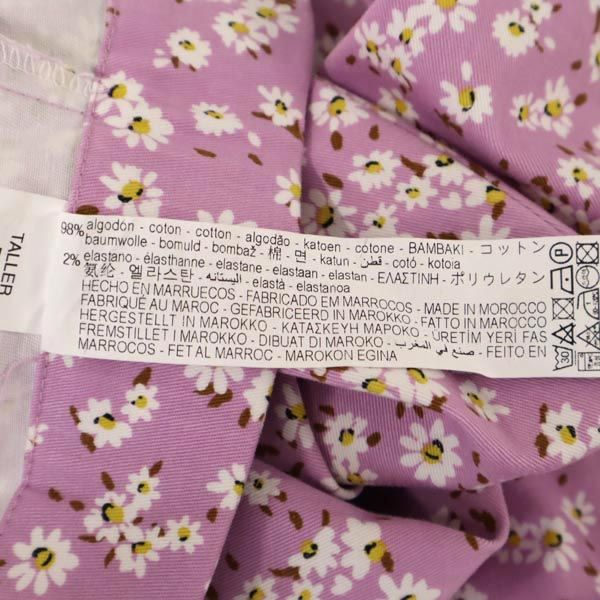 TALLER
98% algodón - coton - cotton - algodão - katoen - cótone - BAMBAKI - コットン
baumwolle - bomuld - bombaž - 棉 - 면 - katun - قطن - cotó - kotoia
2% elastano - élasthanne - elastane - elastaan - elastan - ΕΛΑΣΤΙΝΗ - ポリウレタン
氨纶 - 엘라스탄 - البستانه - elastà - elastanoa
HECHO EN MARRUECOS - FABRICADO EM MARROCOS - MADE IN MOROCCO
FABRIQUÉ AU MAROC - GEFABRICEERD IN MAROKKO - FATTO IN MAROCCO
HERGESTELLT IN MAROKKO - ΚΑΤΑΣΚΕΥΗ ΜΑΡΟΚΟ - ÜRETİM YERİ FAS
FREMSTILLET I MAROKKO - DIBUAT DI MAROKO - صنع في المغرب - FEITO EN
MARROCOS - FET AL MARROC - MAROKON EGINA